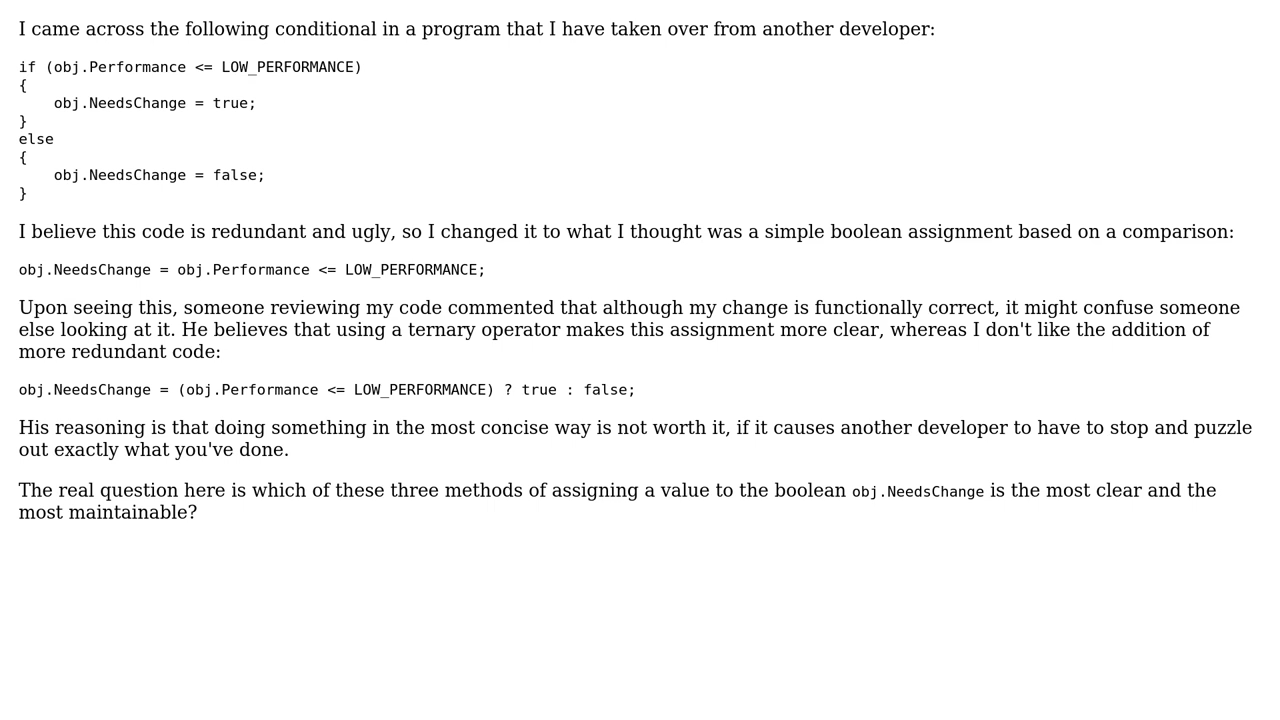 I came across the following conditional in a program that I have taken over from another developer:
if (obj.Performance <= LOW_PERFORMANCE)
{
    obj.NeedsChange = true;
}
else
{
    obj.NeedsChange = false;
}
I believe this code is redundant and ugly, so I changed it to what I thought was a simple boolean assignment based on a comparison:
obj.NeedsChange = obj.Performance <= LOW_PERFORMANCE;
Upon seeing this, someone reviewing my code commented that although my change is functionally correct, it might confuse someone
else looking at it. He believes that using a ternary operator makes this assignment more clear, whereas I don't like the addition of
more redundant code:
obj.NeedsChange = (obj.Performance <= LOW_PERFORMANCE) ? true : false;
His reasoning is that doing something in the most concise way is not worth it, if it causes another developer to have to stop and puzzle
out exactly what you've done.
The real question here is which of these three methods of assigning a value to the boolean obj.NeedsChange is the most clear and the
most maintainable?